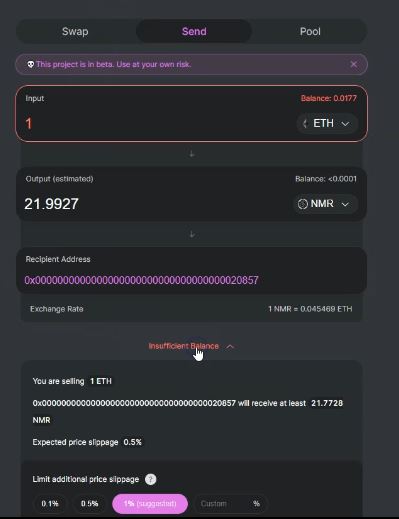 Swap Send Pool
This project is in beta. Use at your own risk.
Input Balance: 0.0177
1 ETH
Output (estimated) Balance: <0.0001
21.9927 NMR
Recipient Address
0x0000000000000000000000000000000000020857
Exchange Rate 1 NMR = 0.045469 ETH
Insufficient Balance
You are selling 1 ETH
0x0000000000000000000000000000000000020857 will receive at least 21.7728
NMR
Expected price slippage 0.5%
Limit additional price slippage ?
0.1% 0.5% 1% (suggested) Custom %